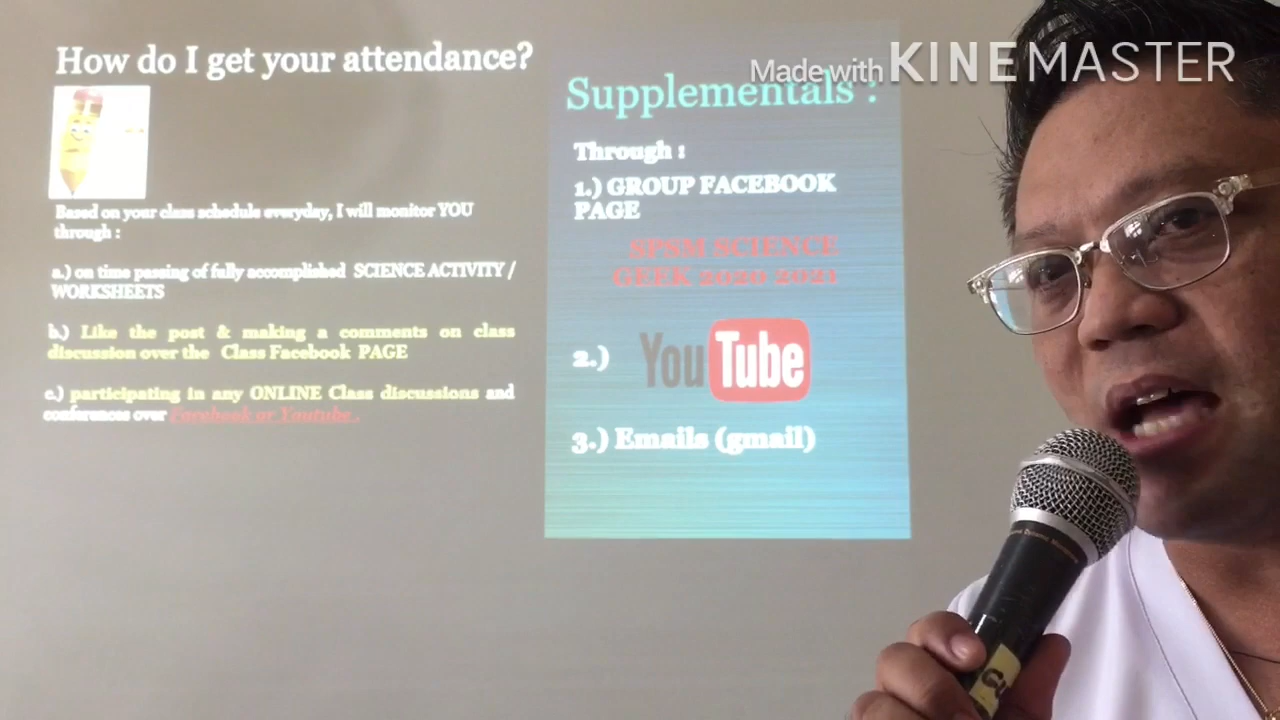 How do I get your attendance?
Based on your class schedule everyday, I will monitor YOU
through :
a.) on time passing of fully accomplished SCIENCE ACTIVITY /
WORKSHEETS
b.) Like the post & making a comments on class
discussion over the Class Facebook PAGE
c.) participating in any ONLINE Class discussions and
conferences over Facebook or Youtube .
Made with KINEMASTER
Supplementals :
Through :
1.) GROUP FACEBOOK
PAGE
SPSM SCIENCE
GEEK 2020 2021
2.) YouTube
3.) Emails (gmail)